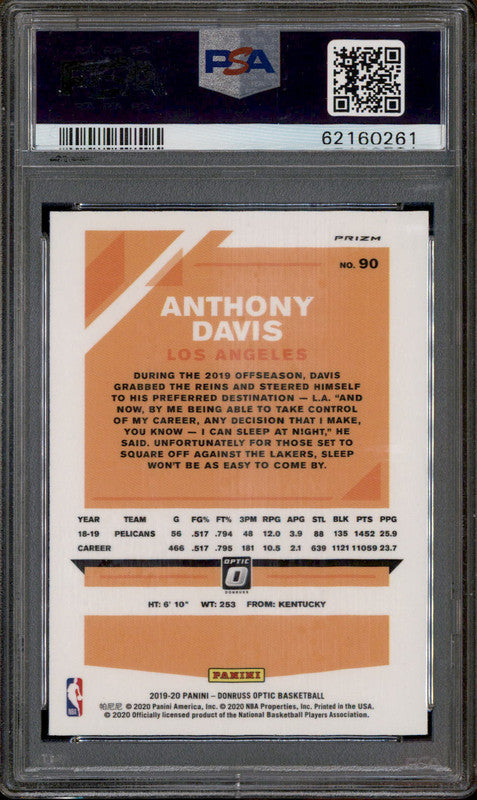 PSA
62160261
PRIZM
NO. 90
ANTHONY
DAVIS
LOS ANGELES
DURING THE 2019 OFFSEASON, DAVIS
GRABBED THE REINS AND STEERED HIMSELF
TO HIS PREFERRED DESTINATION — L.A. "AND
NOW, BY ME BEING ABLE TO TAKE CONTROL
OF MY CAREER, ANY DECISION THAT I MAKE,
YOU KNOW — I CAN SLEEP AT NIGHT," HE
SAID. UNFORTUNATELY FOR THOSE SET TO
SQUARE OFF AGAINST THE LAKERS, SLEEP
WON'T BE AS EASY TO COME BY.
YEAR TEAM G FG% FT% 3PM RPG APG STL BLK PTS PPG
18-19 PELICANS 56 .517 .794 48 12.0 3.9 88 135 1452 25.9
CAREER 466 .517 .795 181 10.5 2.1 639 1121 11059 23.7
OPTIC
DONRUSS
HT: 6' 10" WT: 253 FROM: KENTUCKY
PANINI
2019-20 PANINI – DONRUSS OPTIC BASKETBALL
帕尼尼 © 2020 Panini America, Inc. © 2020 NBA Properties, Inc. Printed in the USA.
© 2020 Officially licensed product of the National Basketball Players Association.